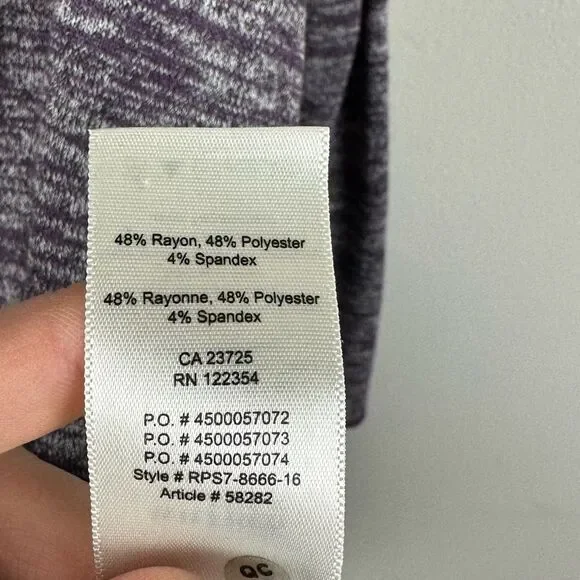 48% Rayon, 48% Polyester
4% Spandex
48% Rayonne, 48% Polyester
4% Spandex
CA 23725
RN 122354
P.O. # 4500057072
P.O. # 4500057073
P.O. # 4500057074
Style # RPS7-8666-16
Article # 58282
QC